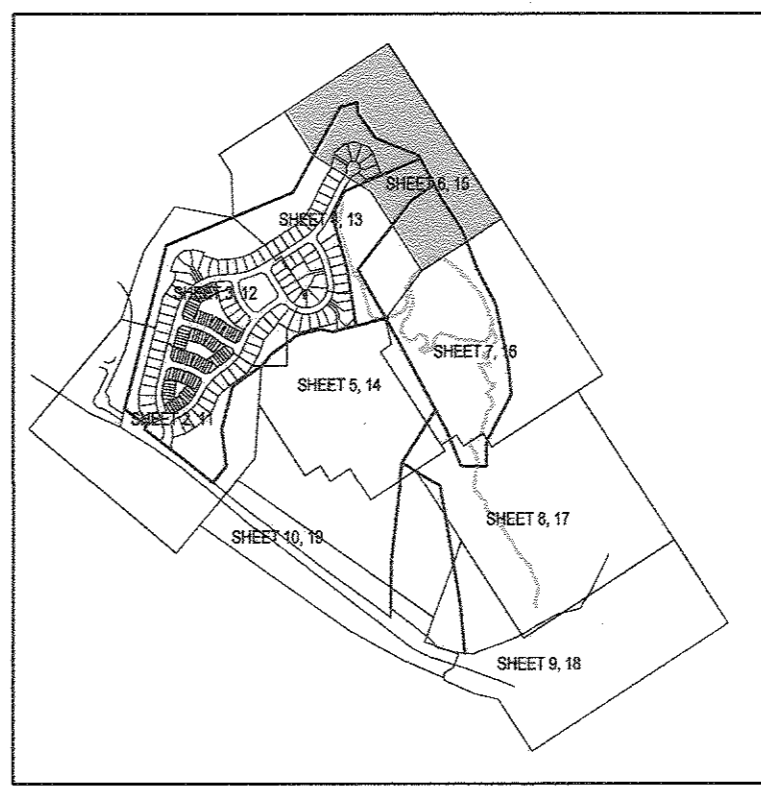 SHEET 6, 15
SHEET 4, 13
SHEET 3, 12
SHEET 7, 16
SHEET 5, 14
SHEET 2, 11
SHEET 8, 17
SHEET 10, 19
SHEET 9, 18